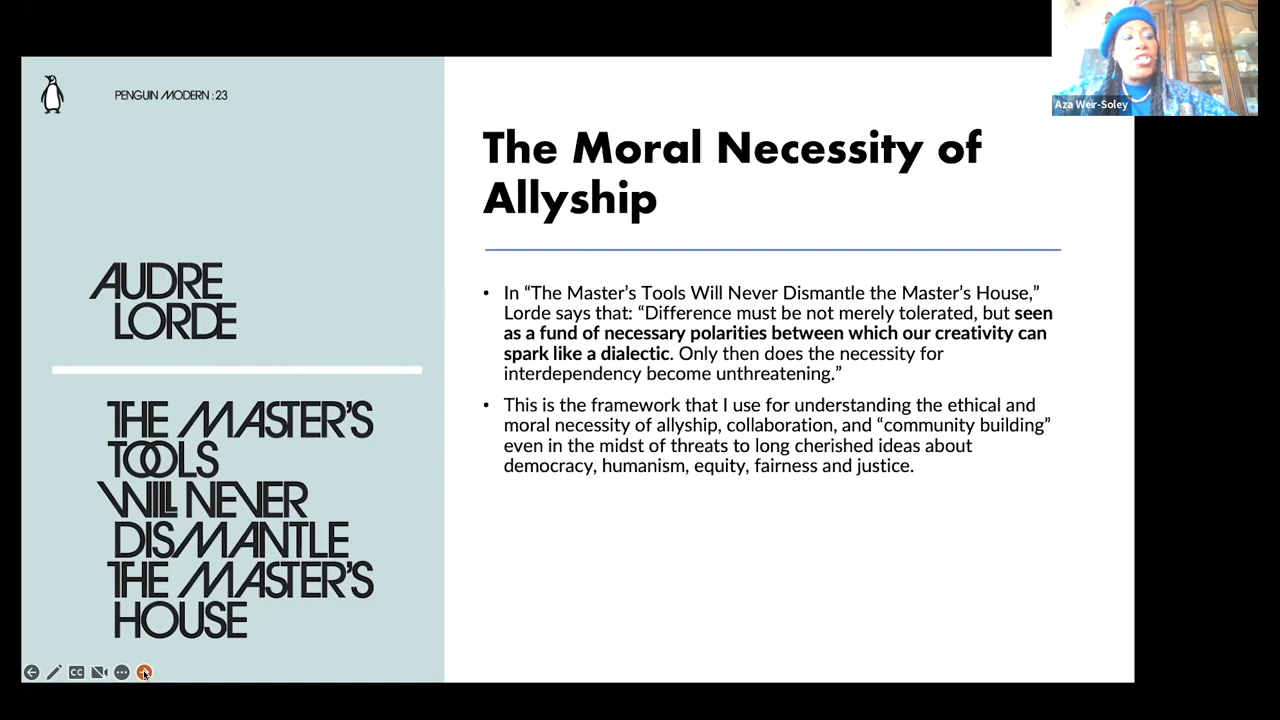 Aza Weir-Soley
PENGUIN MODERN : 23
AUDRE
LORDE
THE MASTER'S
TOOLS
WILL NEVER
DISMANTLE
THE MASTER'S
HOUSE
The Moral Necessity of
Allyship
• In “The Master’s Tools Will Never Dismantle the Master’s House,”
Lorde says that: “Difference must be not merely tolerated, but seen
as a fund of necessary polarities between which our creativity can
spark like a dialectic. Only then does the necessity for
interdependency become unthreatening.”
• This is the framework that I use for understanding the ethical and
moral necessity of allyship, collaboration, and “community building”
even in the midst of threats to long cherished ideas about
democracy, humanism, equity, fairness and justice.
CC